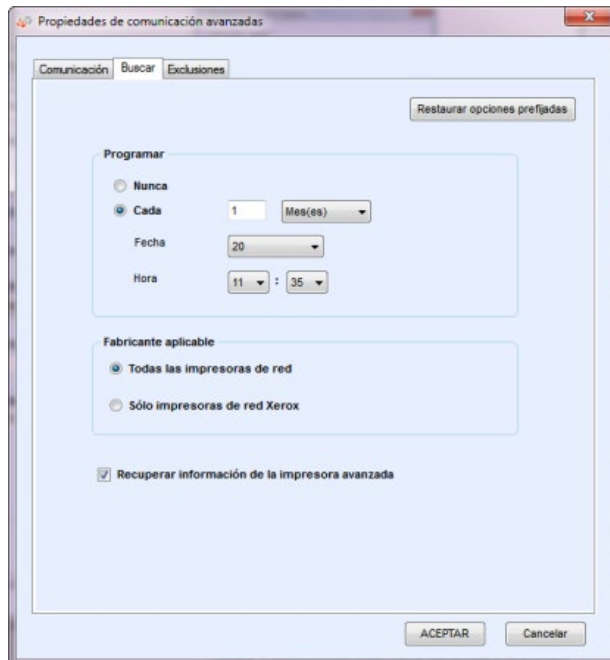 Propiedades de comunicación avanzadas
Comunicación Buscar Exclusiones
Restaurar opciones prefijadas
Programar
Nunca
Cada 1 Mes(es)
Fecha 20
Hora 11 : 35
Fabricante aplicable
Todas las impresoras de red
Sólo impresoras de red Xerox
Recuperar información de la impresora avanzada
ACEPTAR Cancelar